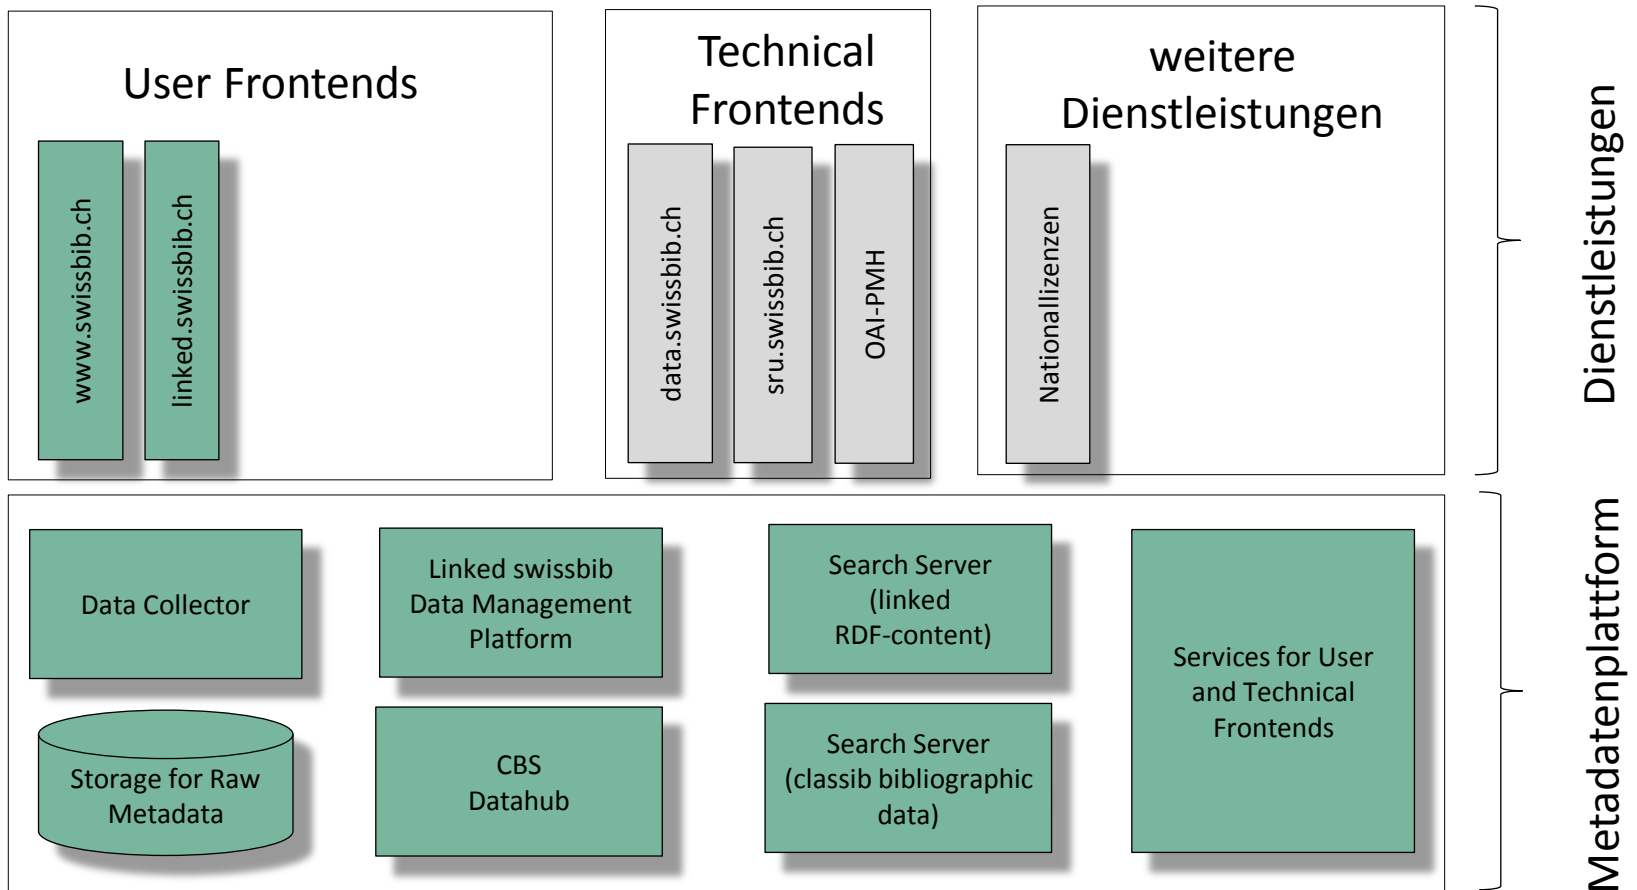 User Frontends
www.swissbib.ch
linked.swissbib.ch
Technical
Frontends
data.swissbib.ch
sru.swissbib.ch
OAI-PMH
weitere
Dienstleistungen
Nationallizenzen
Dienstleistungen
Data Collector
Storage for Raw
Metadata
Linked swissbib
Data Management
Platform
CBS
Datahub
Search Server
(linked
RDF-content)
Search Server
(classib bibliographic
data)
Services for User
and Technical
Frontends
Metadatenplattform